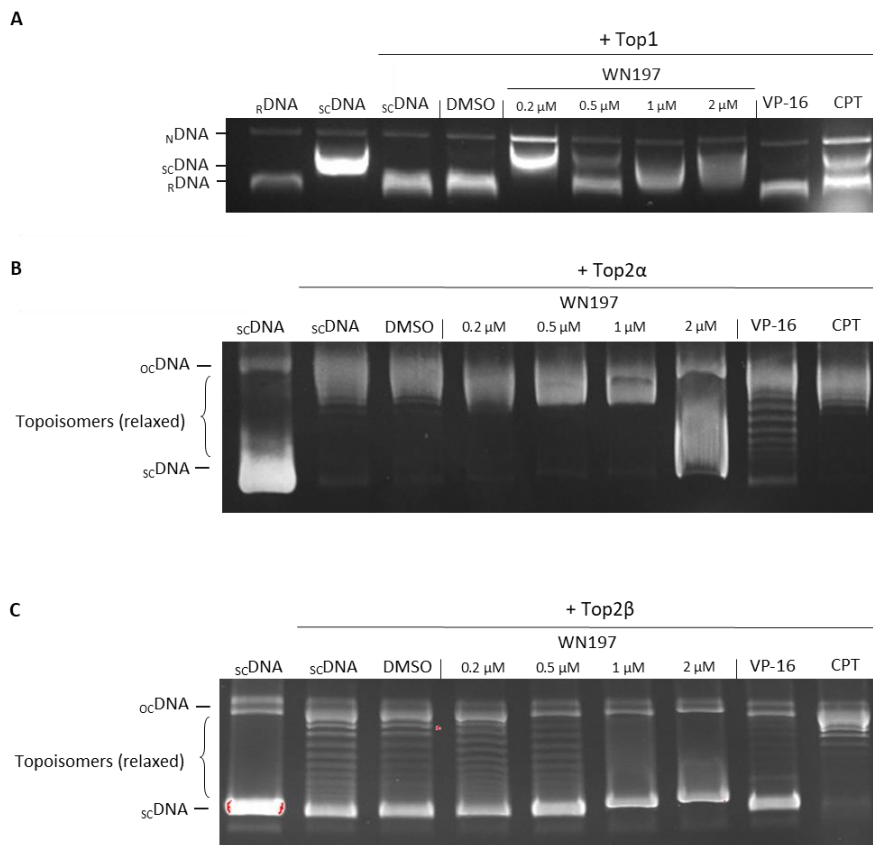 A
+ Top1
WN197
RDNA SCDNA SCDNA DMSO 0.2 µM 0.5 µM 1 µM 2 µM VP-16 CPT
NDNA
SCDNA
RDNA
B
+ Top2α
WN197
SCDNA SCDNA DMSO 0.2 µM 0.5 µM 1 µM 2 µM VP-16 CPT
OCDNA
Topoisomers (relaxed)
SCDNA
C
+ Top2β
WN197
SCDNA SCDNA DMSO 0.2 µM 0.5 µM 1 µM 2 µM VP-16 CPT
OCDNA
Topoisomers (relaxed)
SCDNA